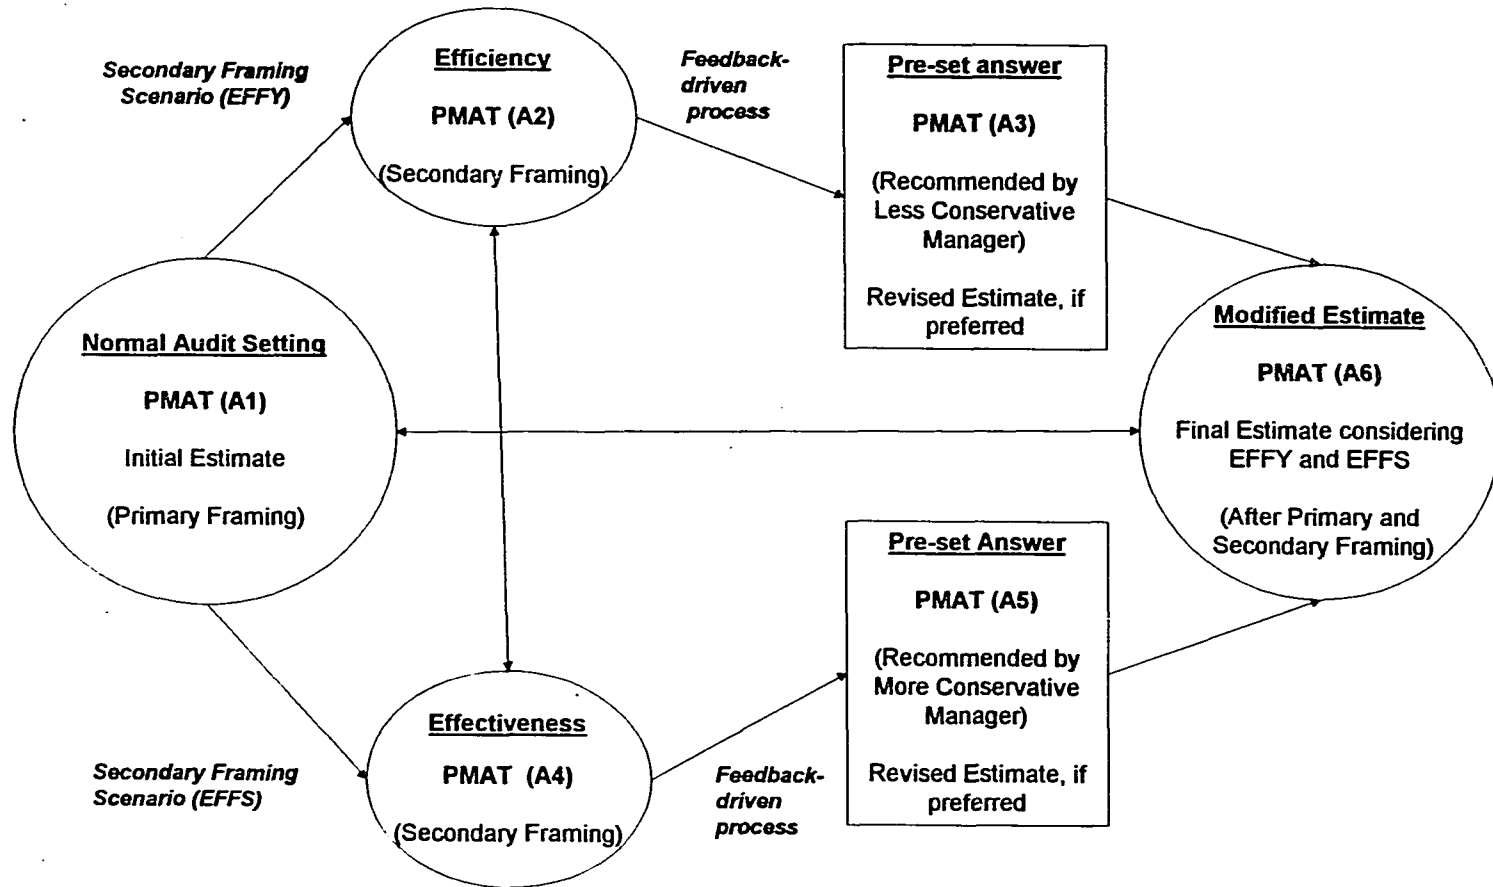 Secondary Framing
Scenario (EFFY)
Efficiency
PMAT (A2)
(Secondary Framing)
Feedback-
driven
process
Pre-set answer
PMAT (A3)
(Recommended by
Less Conservative
Manager)
Revised Estimate, if
preferred
Normal Audit Setting
PMAT (A1)
Initial Estimate
(Primary Framing)
Modified Estimate
PMAT (A6)
Final Estimate considering
EFFY and EFFS
(After Primary and
Secondary Framing)
Secondary Framing
Scenario (EFFS)
Effectiveness
PMAT (A4)
(Secondary Framing)
Feedback-
driven
process
Pre-set Answer
PMAT (A5)
(Recommended by
More Conservative
Manager)
Revised Estimate, if
preferred